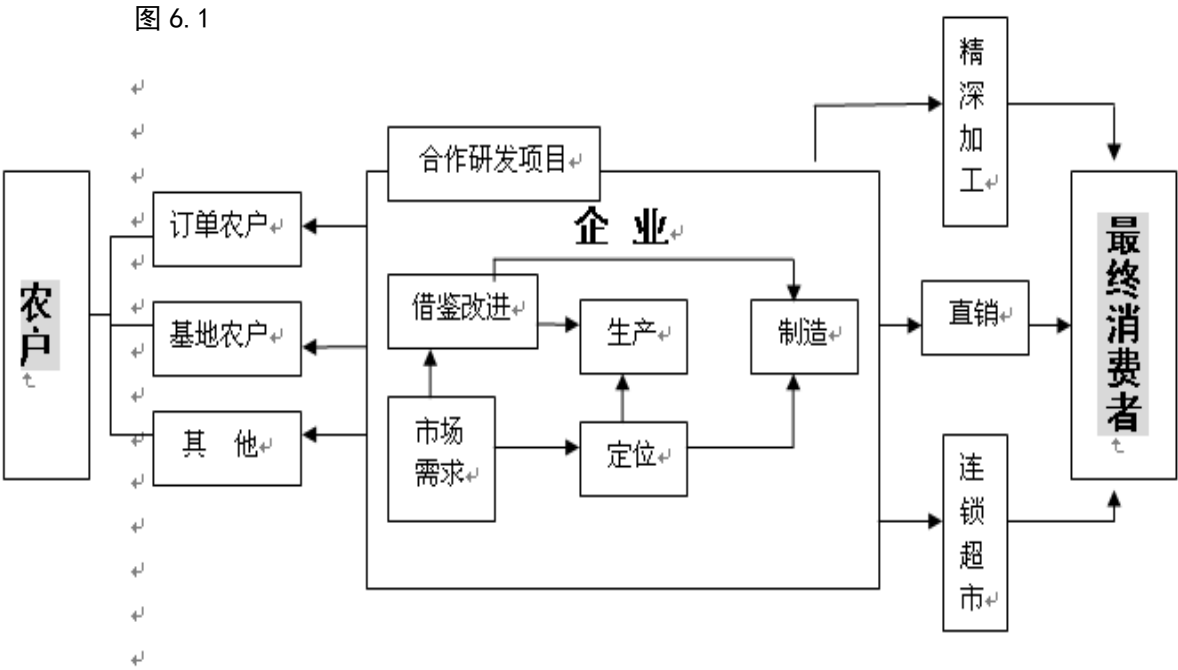 图 6.1
精
深
加
工
合作研发项目
企 业
订单农户
农
户
借鉴改进
基地农户
生产
制造
直销
最
终
消
费
者
其 他
市场
需求
定位
连
锁
超
市